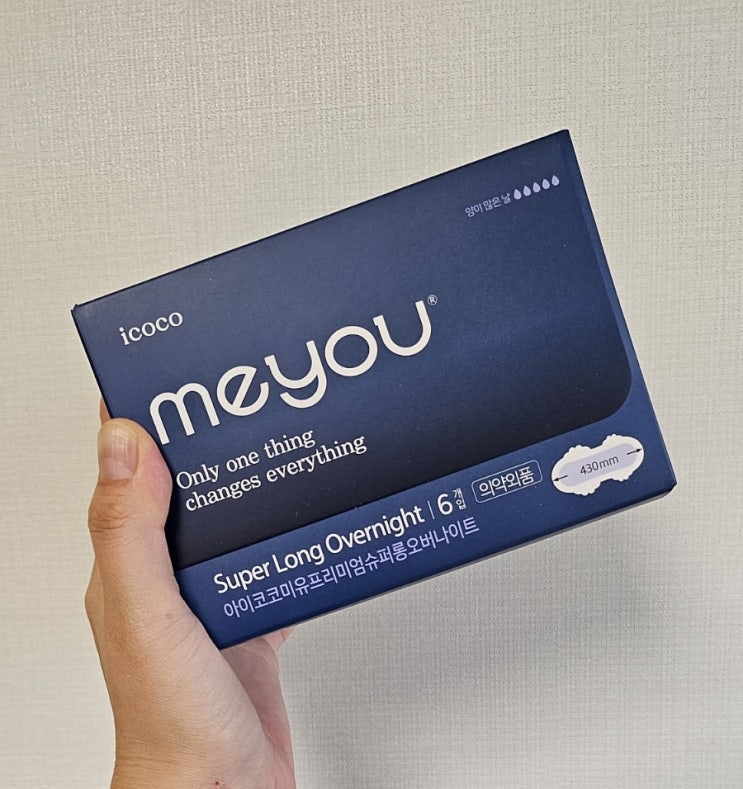 양이 많은 날
icoco
meyou®
Only one thing
changes everything
Super Long Overnight | 6개입 의약외품
430mm
아이코코미유프리미엄슈퍼롱오버나이트